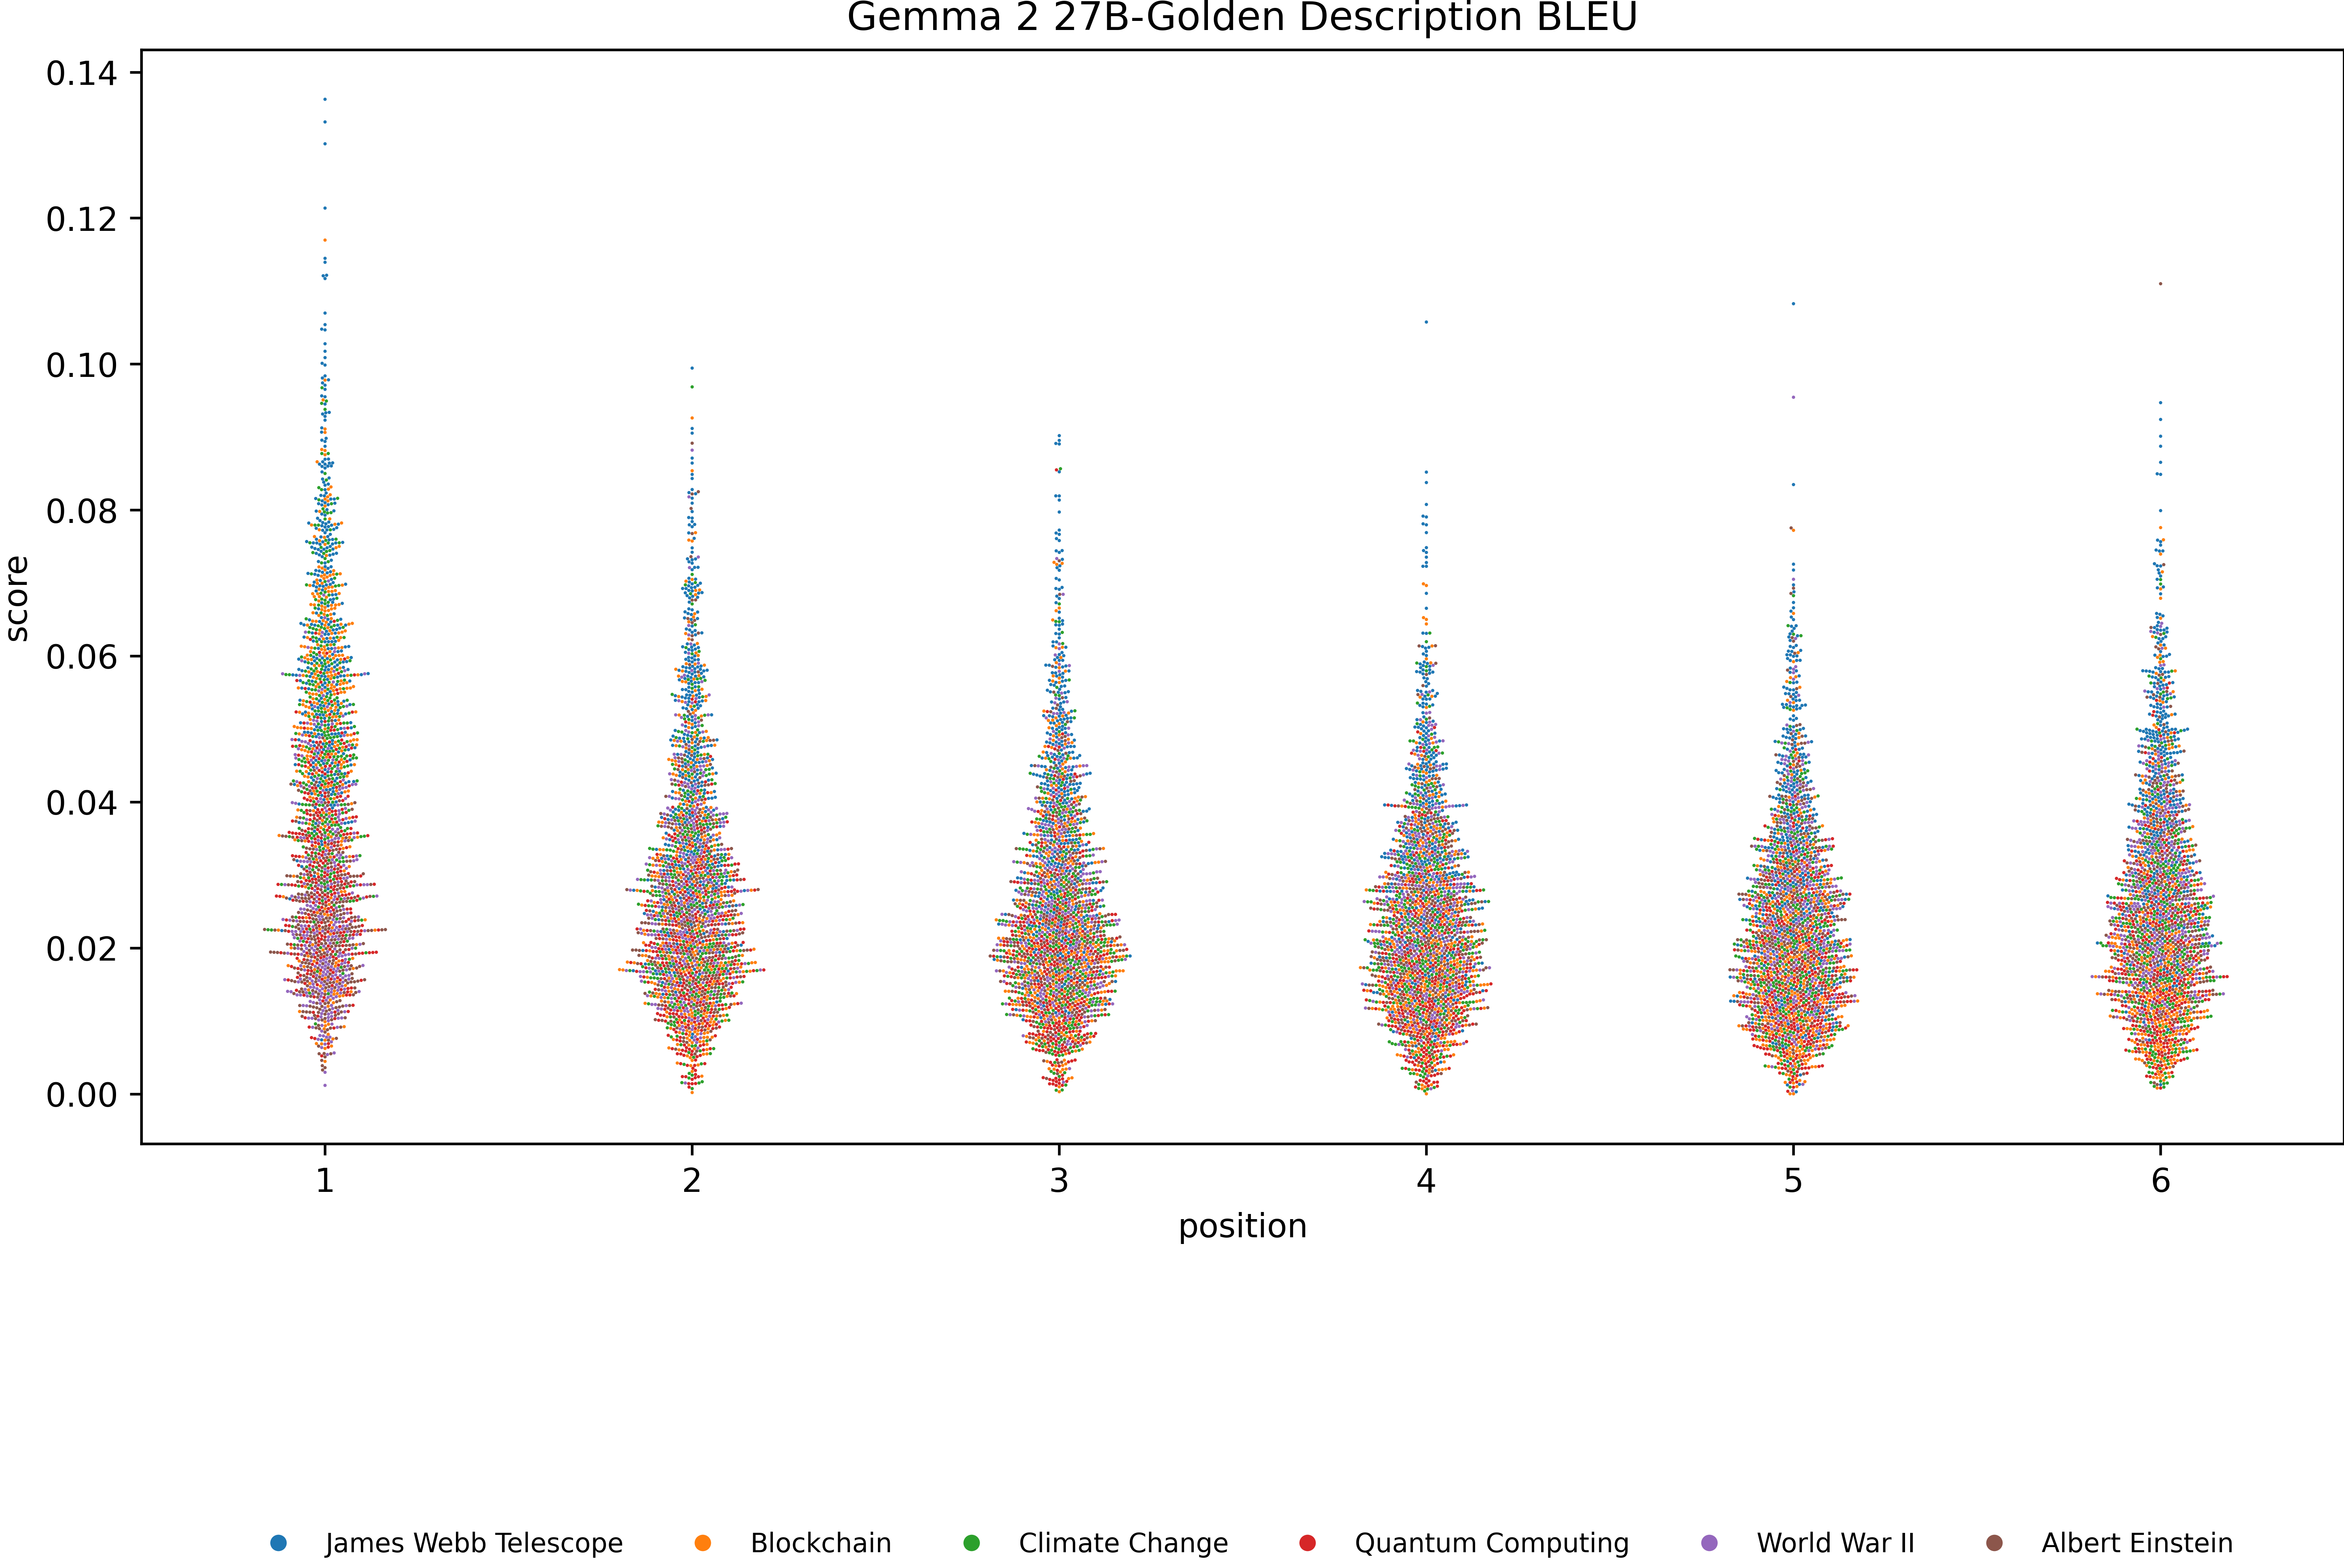 Gemma 2 27B-Golden Description BLEU
0.14
0.12
0.10
0.08
0.06
0.04
0.02
0.00
score
1 2 3 4 5 6
position
James Webb Telescope Blockchain Climate Change Quantum Computing World War II Albert Einstein